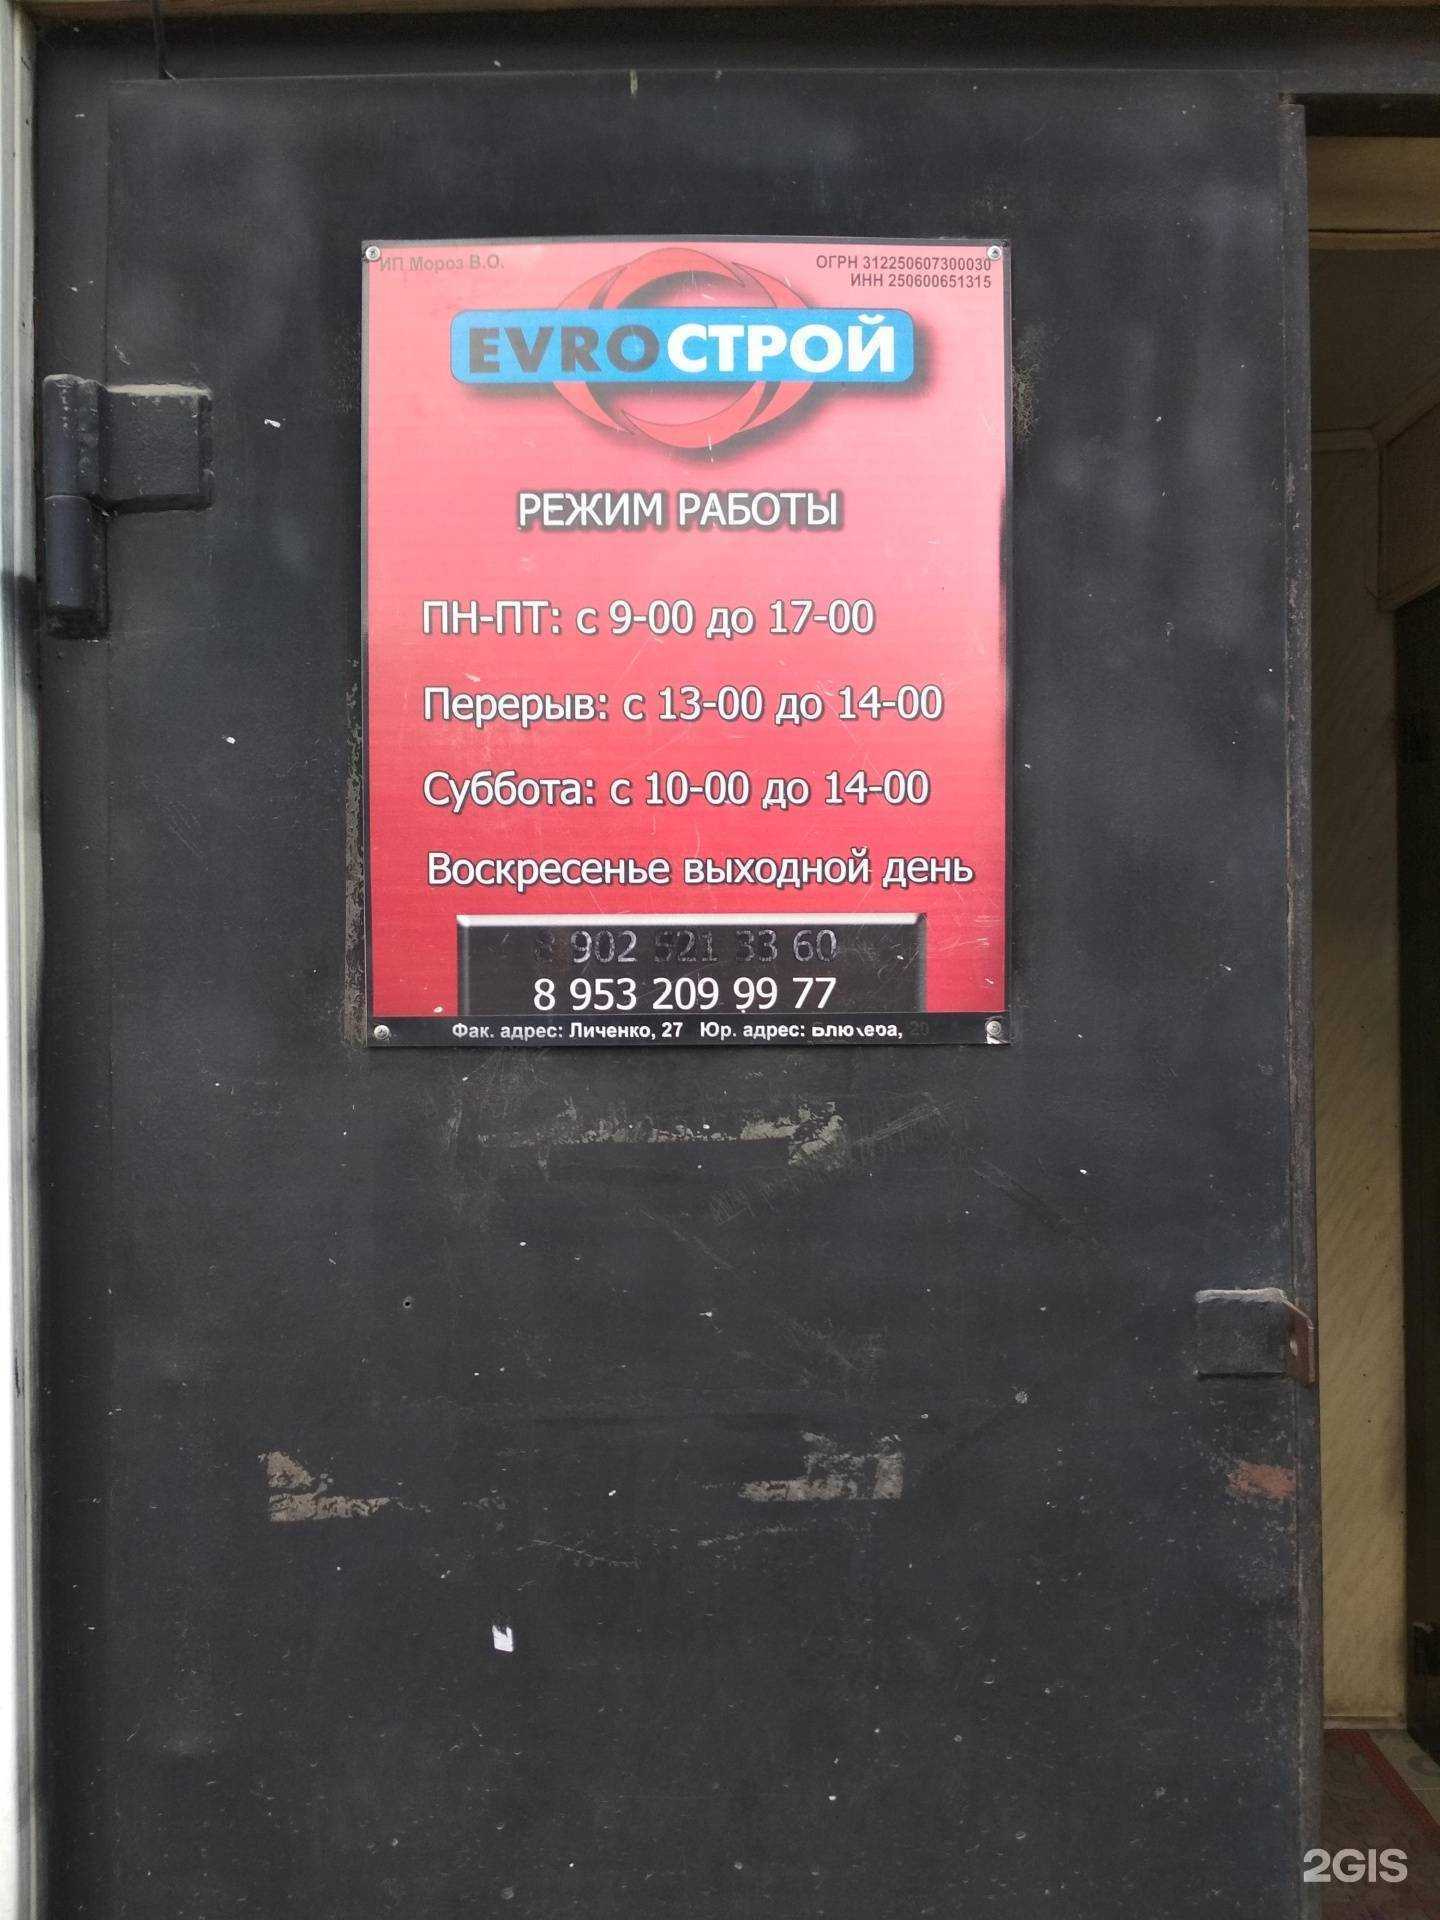 ИП Мороз В.О.
ОГРН 312250607300030
ИНН 250600651315
EVROСТРОЙ
РЕЖИМ РАБОТЫ
ПН-ПТ: с 9-00 до 17-00
Перерыв: с 13-00 до 14-00
Суббота: с 10-00 до 14-00
Воскресенье выходной день
8 902 521 33 60
8 953 209 99 77
Фак. адрес: Личенко, 27 Юр. адрес: Блюхера, 20
2GIS